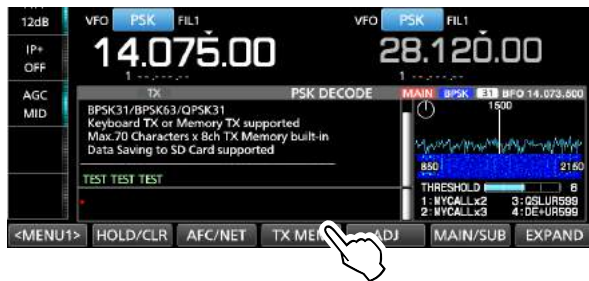 12dB
IP+
OFF
AGC
MID
VFO PSK FIL1
14.075.00
1 --.---.--
VFO PSK FIL1
28.120.00
1 --.---.--
TX PSK DECODE
BPSK31/BPSK63/QPSK31
Keyboard TX or Memory TX supported
Max.70 Characters x 8ch TX Memory built-in
Data Saving to SD Card supported
TEST TEST TEST
MAIN BPSK 31 BFO 14.073.500
1500
850 2150
THRESHOLD 8
1:MYCALLx2 3:QSLUR599
2:MYCALLx3 4:DE+UR599
<MENU1> HOLD/CLR AFC/NET TX MEM ADJ MAIN/SUB EXPAND